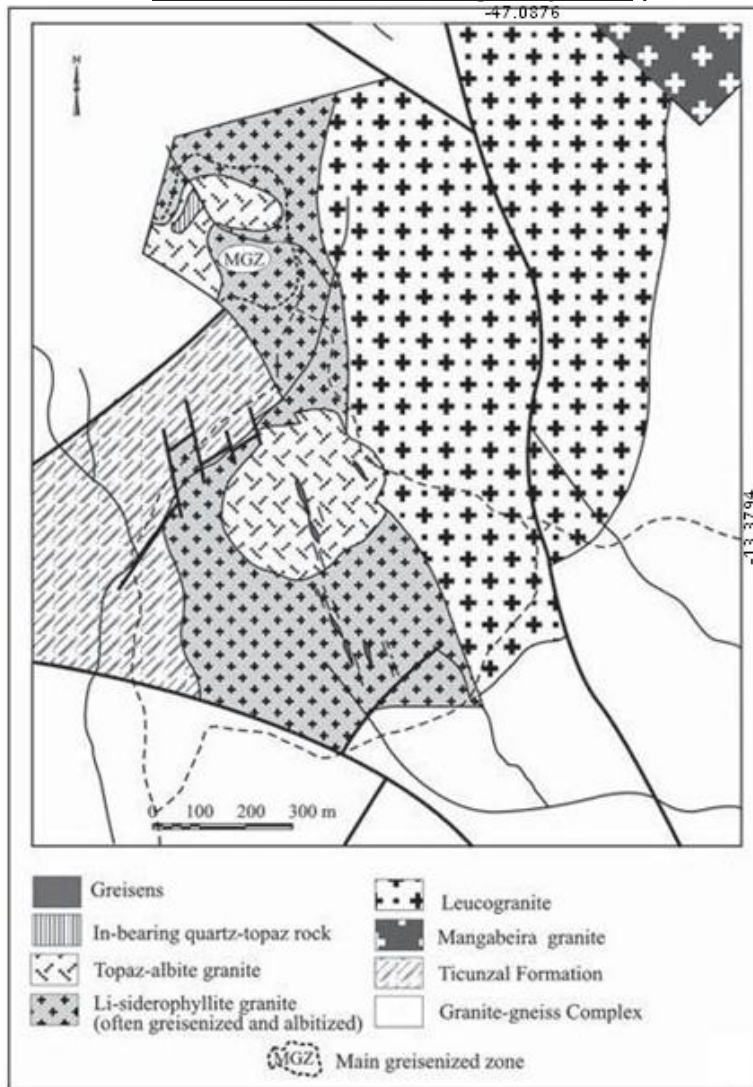 -47.0876
N
MGZ
-13.3794
0 100 200 300 m
Greisens
In-bearing quartz-topaz rock
Topaz-albite granite
Li-siderophyllite granite
(often greisenized and albitized)
Leucogranite
Mangabeira granite
Ticunzal Formation
Granite-gneiss Complex
MGZ Main greisenized zone